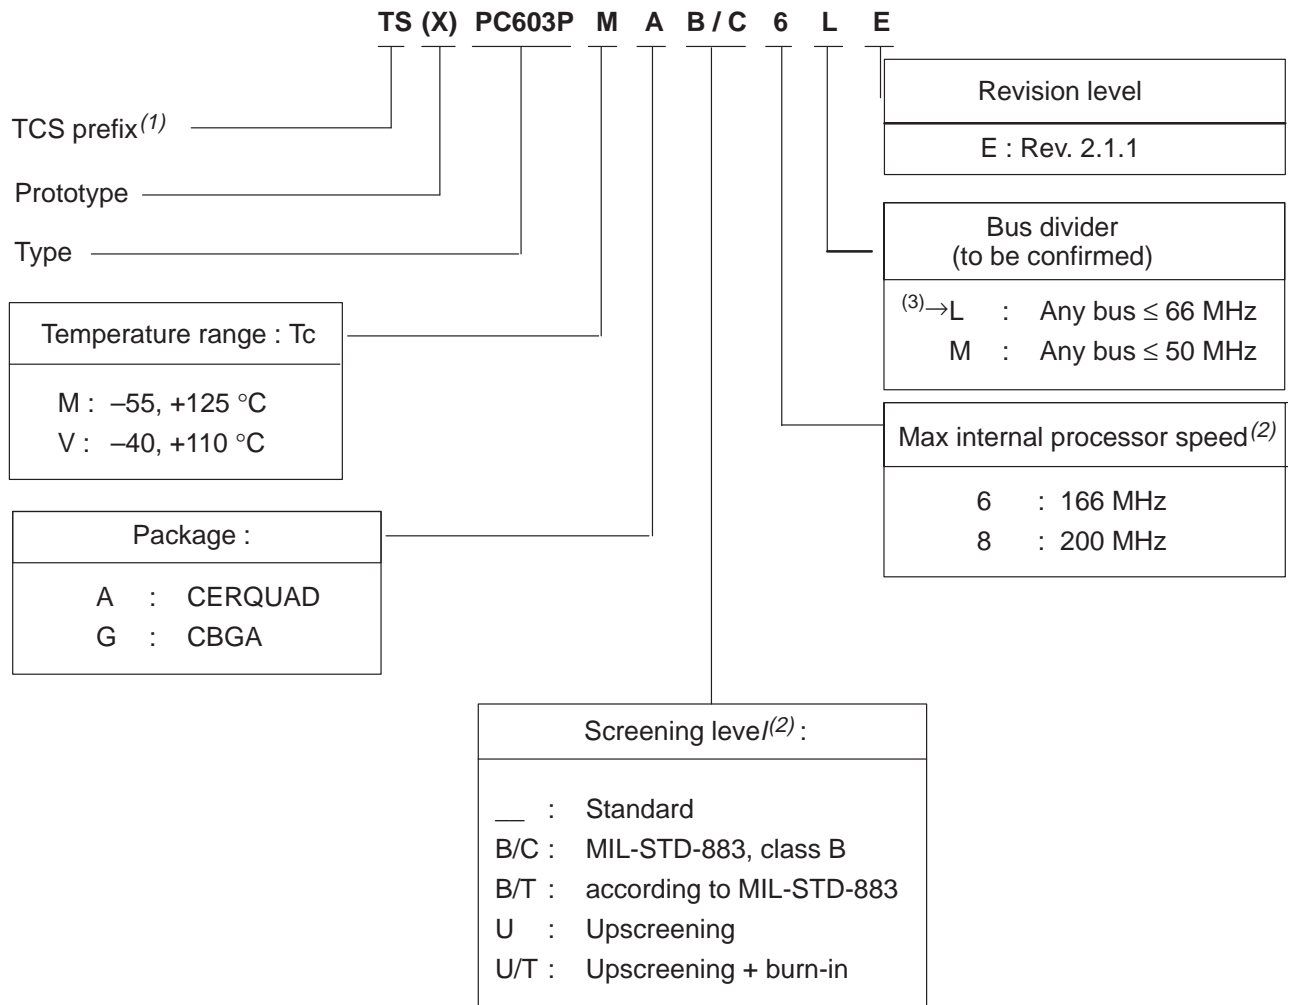 TS (X) PC603P M A B / C 6 L E
TCS prefix(1)
Prototype
Type
Temperature range : Tc
M : –55, +125 °C
V : –40, +110 °C
Package :
A : CERQUAD
G : CBGA
Screening level(2) :
__ : Standard
B/C : MIL-STD-883, class B
B/T : according to MIL-STD-883
U : Upscreening
U/T : Upscreening + burn-in
Revision level
E : Rev. 2.1.1
Bus divider
(to be confirmed)
(3)→L : Any bus ≤ 66 MHz
M : Any bus ≤ 50 MHz
Max internal processor speed(2)
6 : 166 MHz
8 : 200 MHz